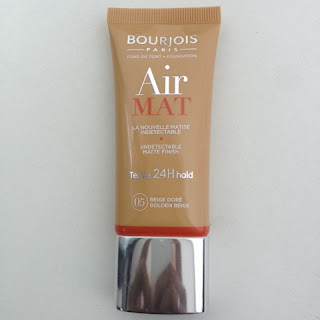 BOURJOIS
PARIS
FOND DE TEINT • FOUNDATION
Air
MAT
LA NOUVELLE MATITÉ
INDÉTECTABLE
UNDETECTABLE
MATTE FINISH
24H hold
05
BEIGE DORÉ
GOLDEN BEIGE